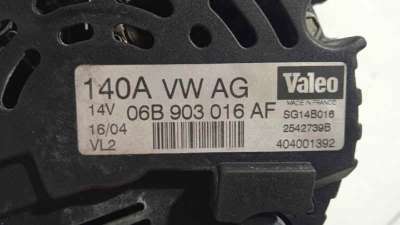 140A VW AG Valeo
14V 06B 903 016 AF MADE IN FRANCE
16/04 SG14B016
VL2 2542739B
404001392